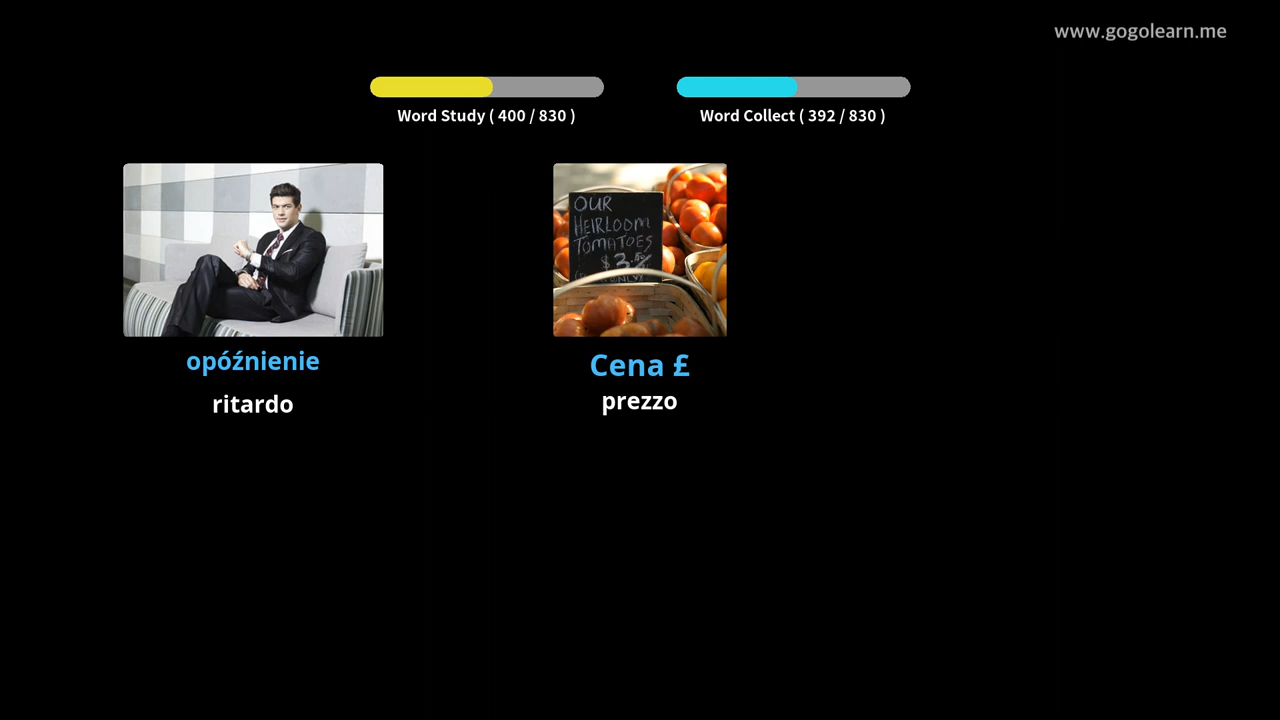 www.gogolearn.me
Word Study ( 400 / 830 )
Word Collect ( 392 / 830 )
OUR
HEIRLOOM
TOMATOES
opóźnienie
ritardo
Cena £
prezzo